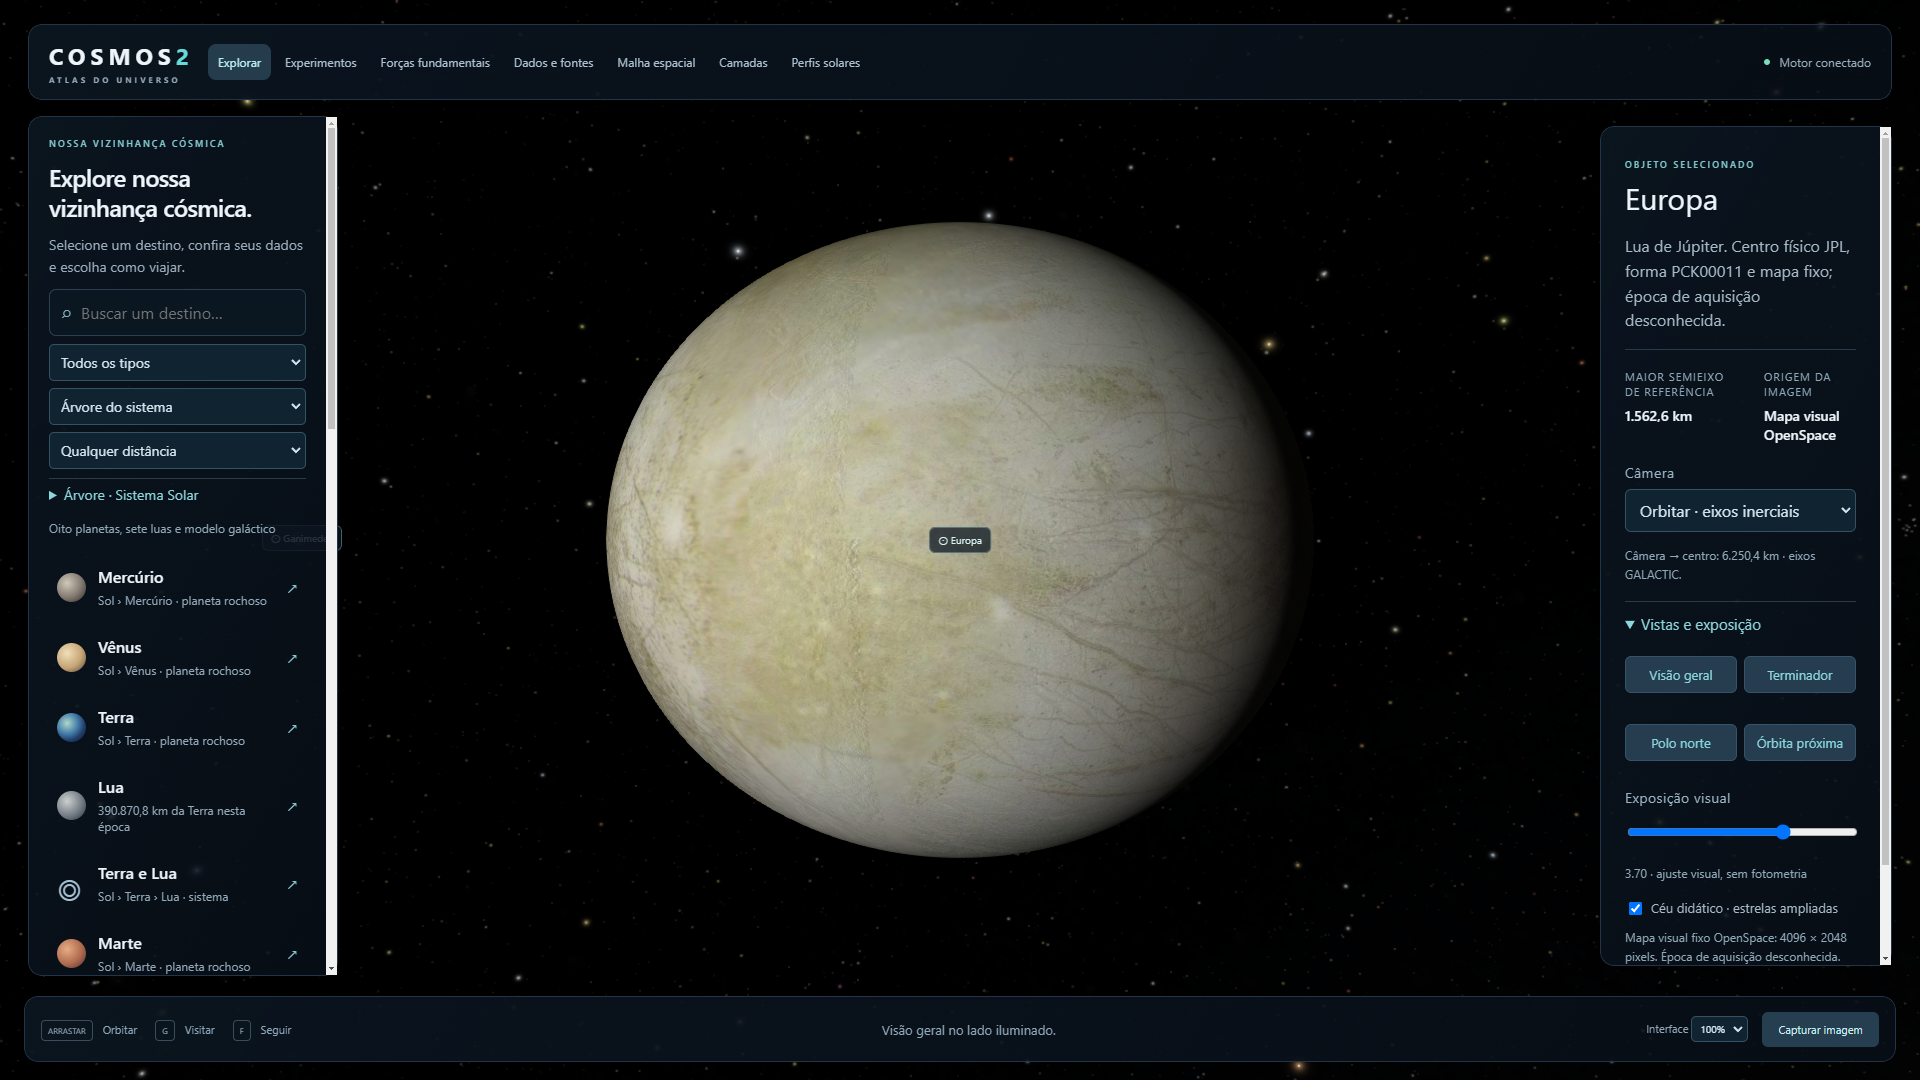 COSMOS2
ATLAS DO UNIVERSO
Explorar
Experimentos
Forças fundamentais
Dados e fontes
Malha espacial
Camadas
Perfis solares
Motor conectado
NOSSA VIZINHANÇA CÓSMICA
Explore nossa
vizinhança cósmica.
Selecione um destino, confira seus dados
e escolha como viajar.
Buscar um destino...
Todos os tipos
Árvore do sistema
Qualquer distância
Árvore · Sistema Solar
Oito planetas, sete luas e modelo galáctico
Ganimedes
Mercúrio
Sol › Mercúrio · planeta rochoso
Vênus
Sol › Vênus · planeta rochoso
Terra
Sol › Terra · planeta rochoso
Lua
390.870,8 km da Terra nesta
época
Terra e Lua
Sol › Terra › Lua · sistema
Marte
Sol › Marte · planeta rochoso
Europa
OBJETO SELECIONADO
Europa
Lua de Júpiter. Centro físico JPL,
forma PCK00011 e mapa fixo;
época de aquisição
desconhecida.
MAIOR SEMIEIXO
DE REFERÊNCIA
1.562,6 km
ORIGEM DA
IMAGEM
Mapa visual
OpenSpace
Câmera
Orbitar · eixos inerciais
Câmera → centro: 6.250,4 km · eixos
GALACTIC.
Vistas e exposição
Visão geral
Terminador
Polo norte
Órbita próxima
Exposição visual
3.70 · ajuste visual, sem fotometria
Céu didático · estrelas ampliadas
Mapa visual fixo OpenSpace: 4096 × 2048
pixels. Época de aquisição desconhecida.
ARRASTAR Orbitar
G Visitar
F Seguir
Visão geral no lado iluminado.
Interface 100%
Capturar imagem